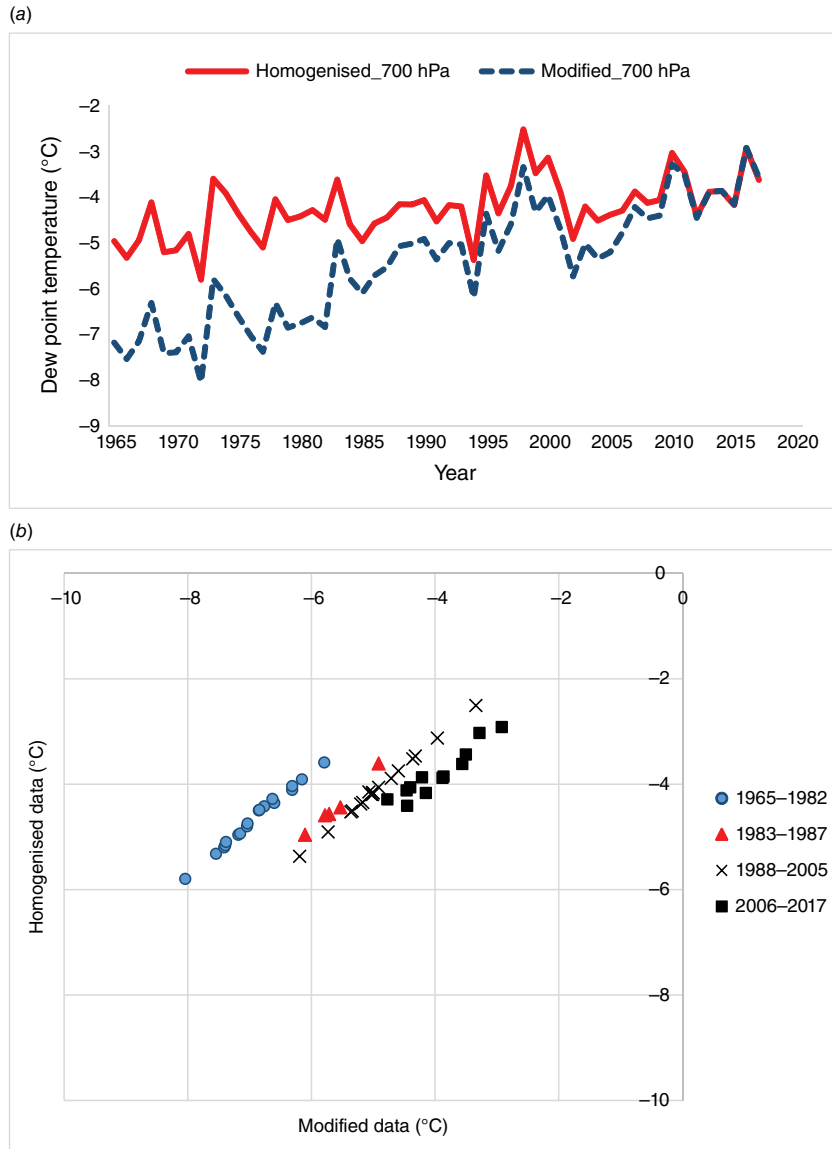 (a)
Homogenised_700 hPa Modified_700 hPa
–2
–3
–4
–5
–6
–7
–8
–9
Dew point temperature (°C)
1965 1970 1975 1980 1985 1990 1995 2000 2005 2010 2015 2020
Year
(b)
–10 –8 –6 –4 –2 0
0
–2
–4
–6
–8
–10
Homogenised data (°C)
Modified data (°C)
1965–1982
1983–1987
1988–2005
2006–2017